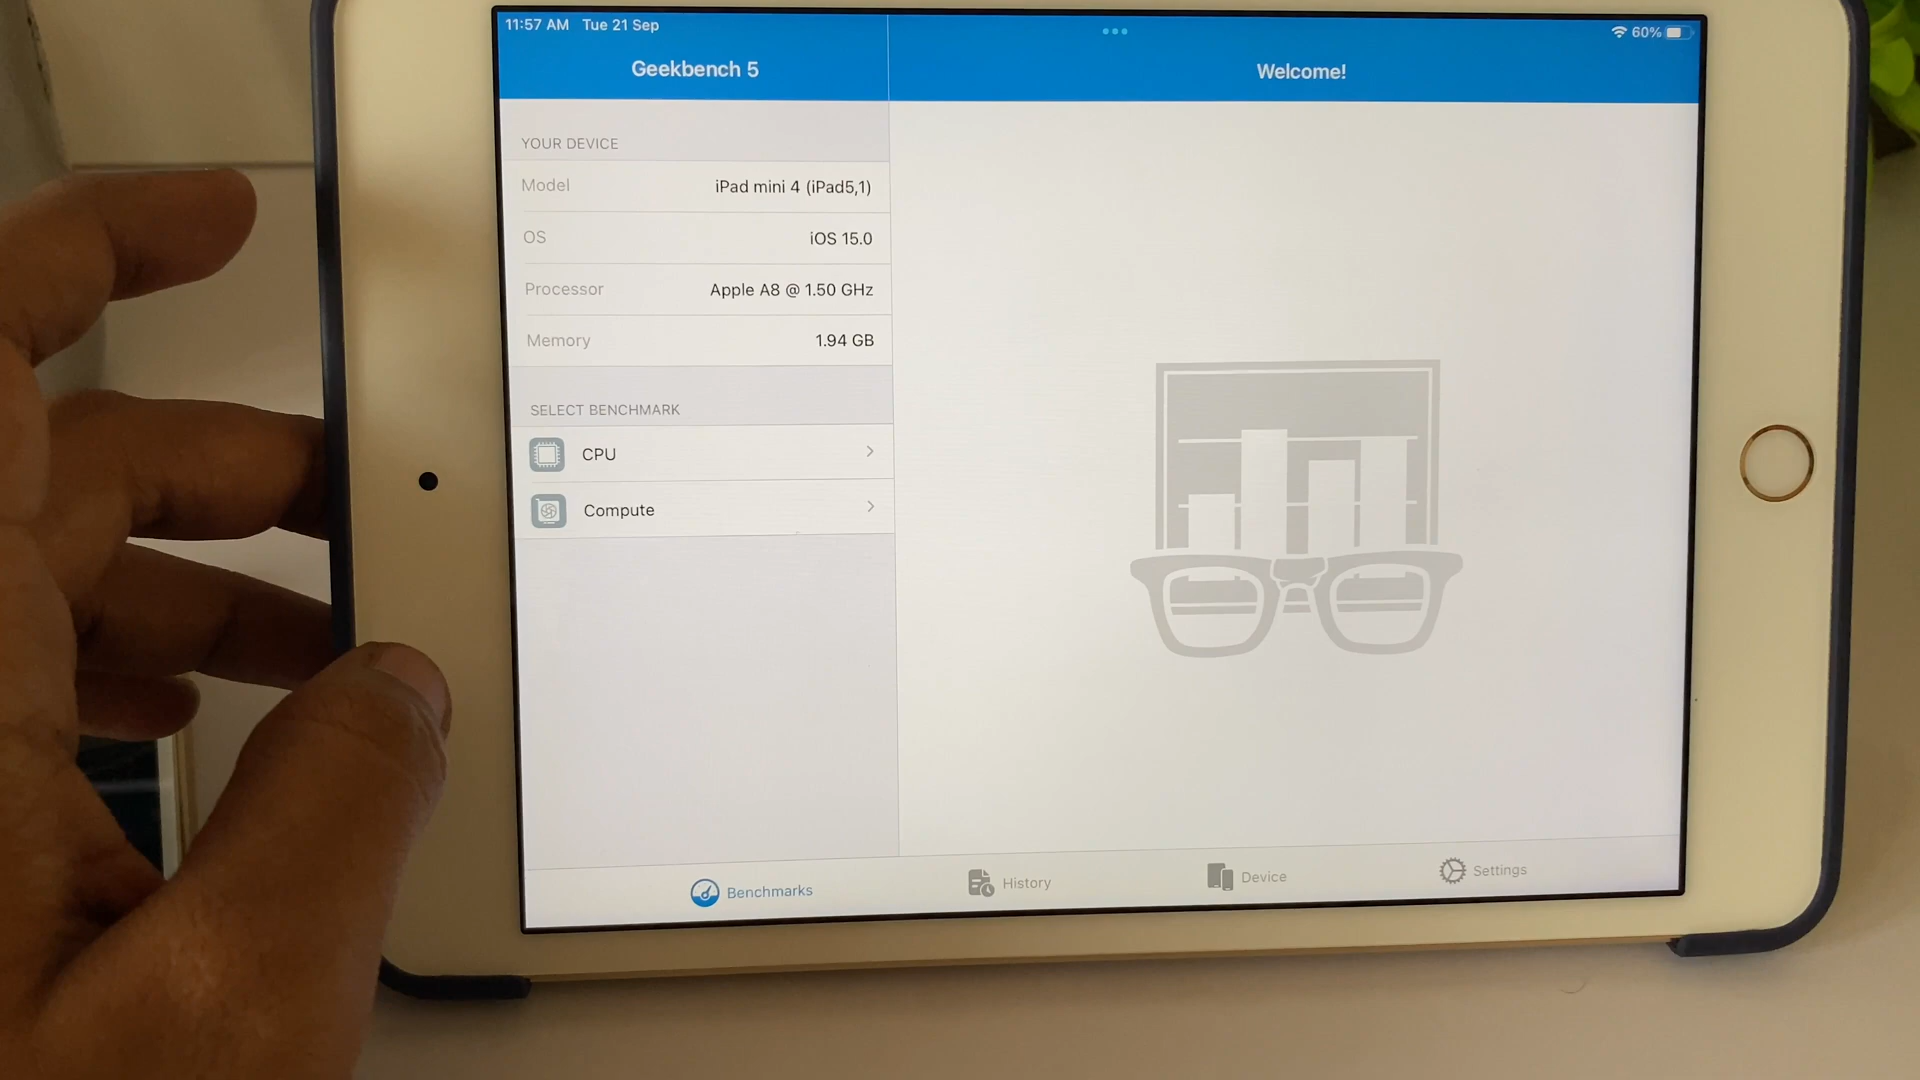 11:57 AM Tue 21 Sep
60%
Geekbench 5
Welcome!
YOUR DEVICE
Model iPad mini 4 (iPad5,1)
OS iOS 15.0
Processor Apple A8 @ 1.50 GHz
Memory 1.94 GB
SELECT BENCHMARK
CPU
Compute
Benchmarks
History
Device
Settings